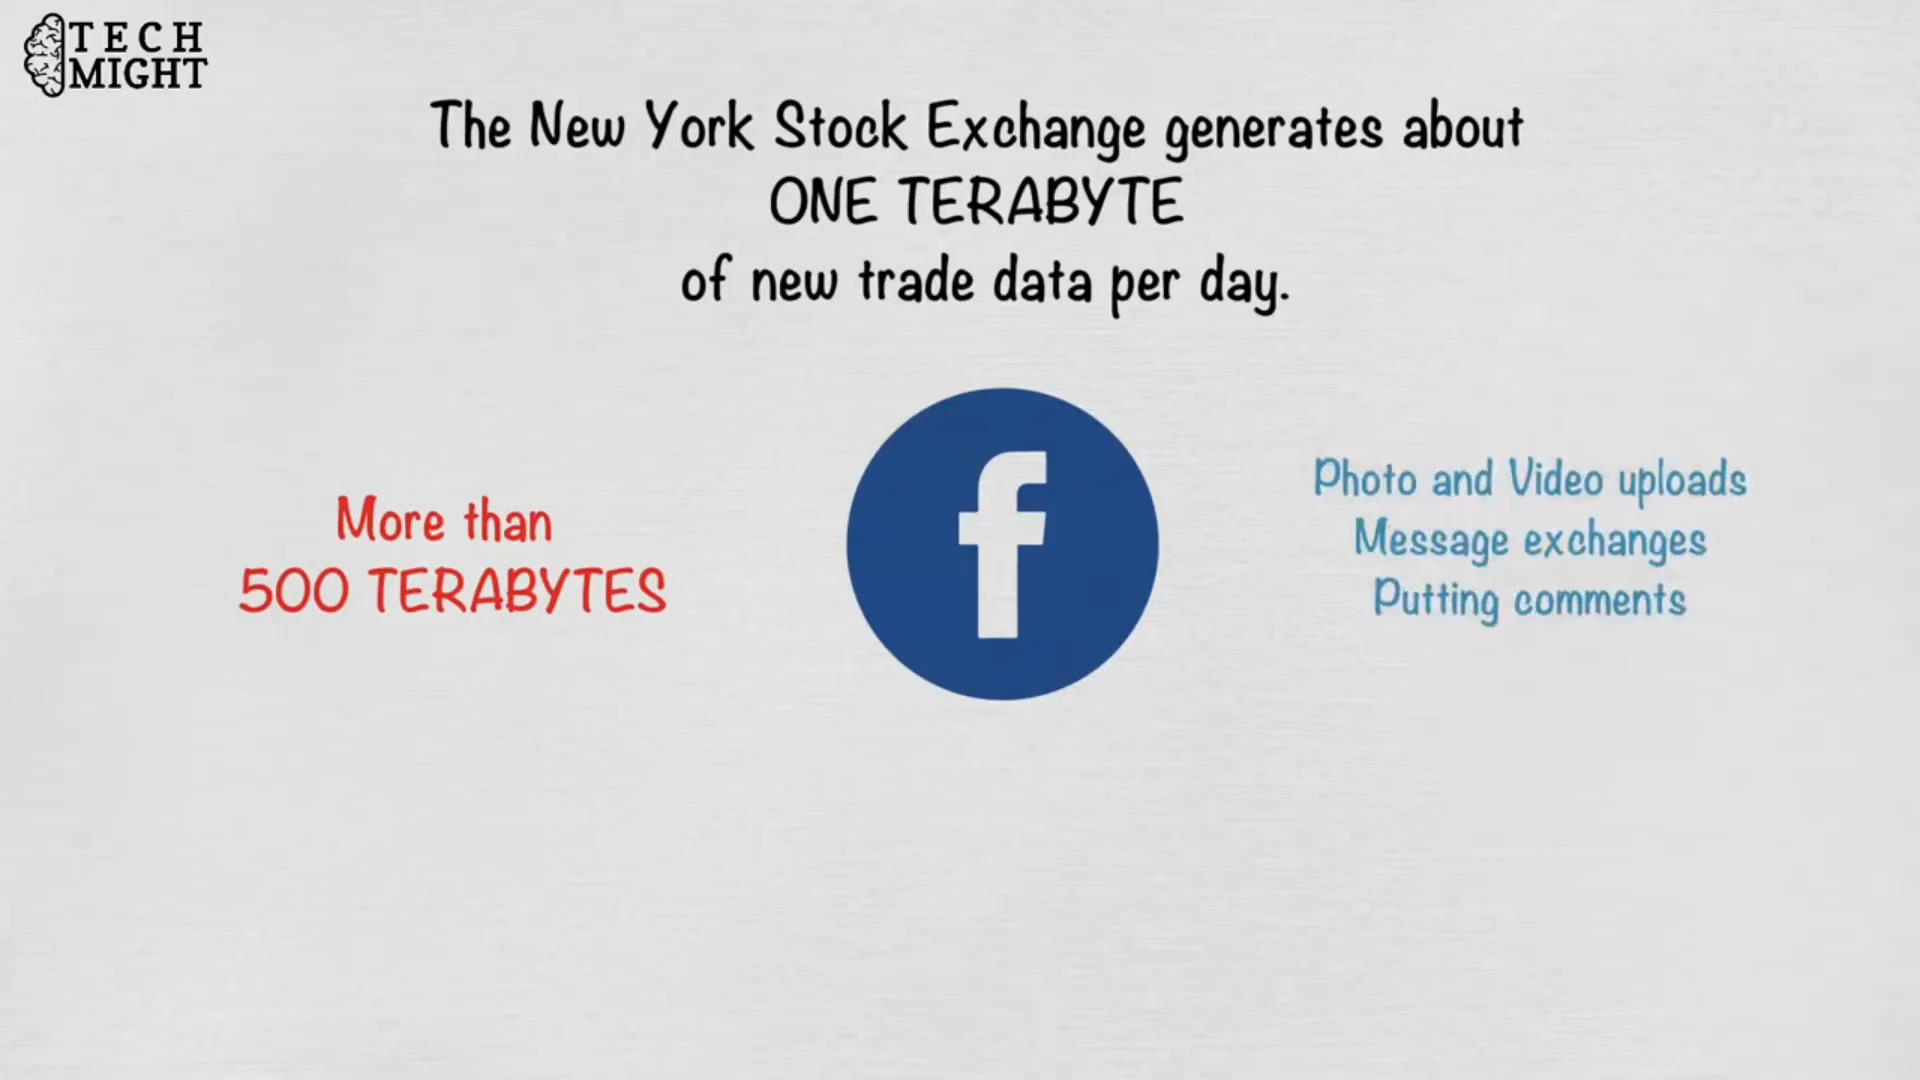 TECH
MIGHT
The New York Stock Exchange generates about
ONE TERABYTE
of new trade data per day.
More than
500 TERABYTES
f
Photo and Video uploads
Message exchanges
Putting comments